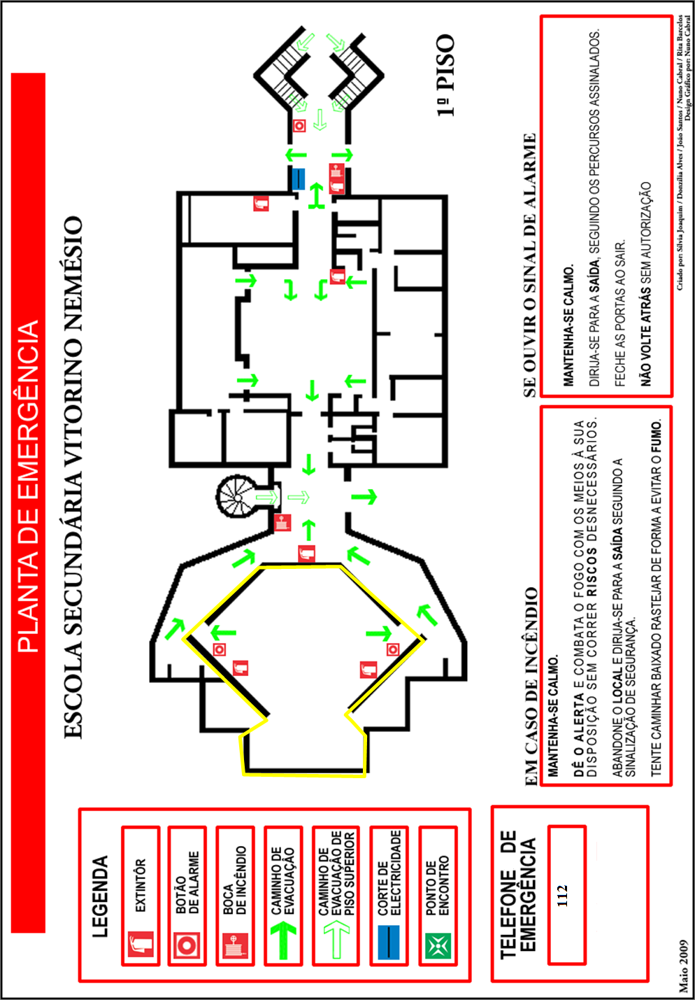 PLANTA DE EMERGÊNCIA
ESCOLA SECUNDÁRIA VITORINO NEMÉSIO
1º PISO
LEGENDA
EXTINTÔR
BOTÃO
DE ALARME
BOCA
DE INCÊNDIO
CAMINHO DE
EVACUAÇÃO
CAMINHO DE
EVACUAÇÃO DE
PISO SUPERIOR
CORTE DE
ELECTRICIDADE
PONTO DE
ENCONTRO
TELEFONE DE
EMERGÊNCIA
112
EM CASO DE INCÊNDIO
MANTENHA-SE CALMO.
DÊ O ALERTA E COMBATA O FOGO COM OS MEIOS À SUA
DISPOSIÇÃO SEM CORRER RISCOS DESNECESSÁRIOS.
ABANDONE O LOCAL E DIRIJA-SE PARA A SAÍDA SEGUINDO A
SINALIZAÇÃO DE SEGURANÇA.
TENTE CAMINHAR BAIXADO RASTEJAR DE FORMA A EVITAR O FUMO.
SE OUVIR O SINAL DE ALARME
MANTENHA-SE CALMO.
DIRIJA-SE PARA A SAÍDA, SEGUINDO OS PERCURSOS ASSINALADOS.
FECHE AS PORTAS AO SAIR.
NÃO VOLTE ATRÁS SEM AUTORIZAÇÃO
Maio 2009
Criado por: Sílvia Joaquim / Donzília Alves / João Santos / Nuno Cabral / Rita Barcelos
Design Gráfico por: Nuno Cabral